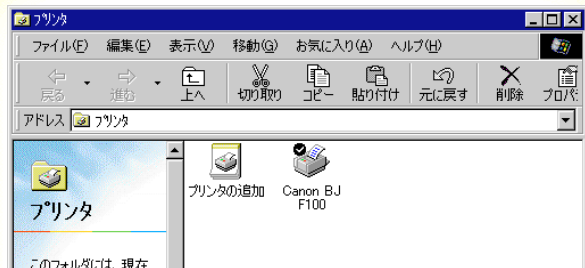 プリンタ
ファイル(F) 編集(E) 表示(V) 移動(G) お気に入り(A) ヘルプ(H)
戻る 進む 上へ 切り取り コピー 貼り付け 元に戻す 削除 プロパ
アドレス プリンタ
プリンタ
このフォルダには、現在
プリンタの追加
Canon BJ
F100